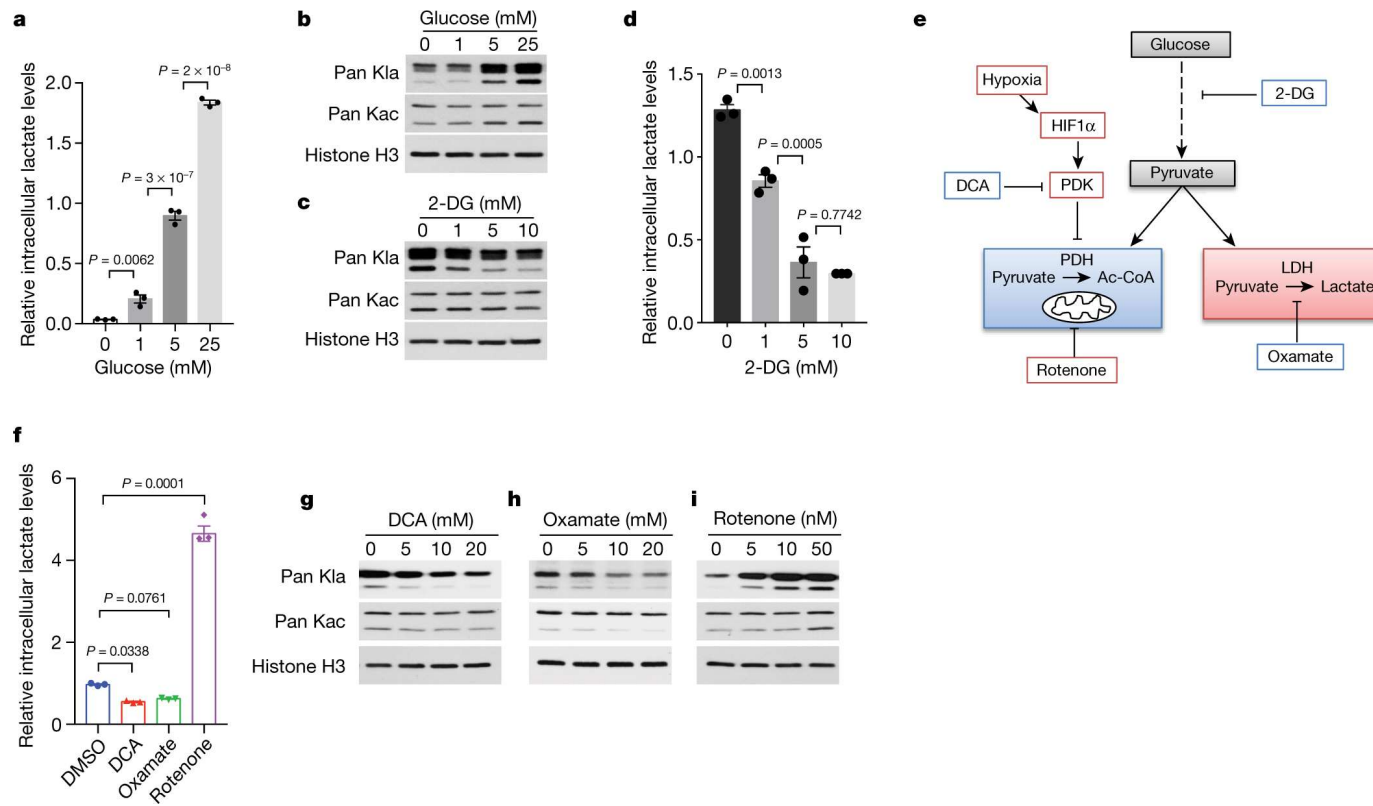 a
Relative intracellular lactate levels
2.0
1.5
1.0
0.5
0.0
P = 0.0062
P = 3 × 10⁻⁷
P = 2 × 10⁻⁸
0 1 5 25
Glucose (mM)
b
Glucose (mM)
0 1 5 25
Pan Kla
Pan Kac
Histone H3
c
2-DG (mM)
0 1 5 10
Pan Kla
Pan Kac
Histone H3
d
Relative intracellular lactate levels
1.5
1.0
0.5
0.0
P = 0.0013
P = 0.0005
P = 0.7742
0 1 5 10
2-DG (mM)
e
Glucose
Hypoxia
2-DG
HIF1α
DCA
PDK
Pyruvate
PDH
Pyruvate Ac-CoA
LDH
Pyruvate Lactate
Rotenone
Oxamate
f
Relative intracellular lactate levels
6
4
2
0
P = 0.0001
P = 0.0761
P = 0.0338
DMSO
DCA
Oxamate
Rotenone
g
DCA (mM)
0 5 10 20
Pan Kla
Pan Kac
Histone H3
h
Oxamate (mM)
0 5 10 20
i
Rotenone (nM)
0 5 10 50